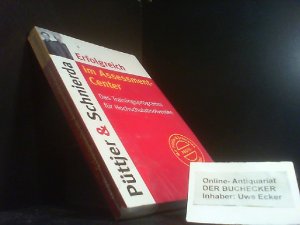 Püttjer & Schnierda
Erfolgreich
im Assessment-
Center
Das Trainingsprogramm
für Hochschulabsolventen
Online- Antiquariat
DER BUCHECKER
Inhaber: Uwe Ecker